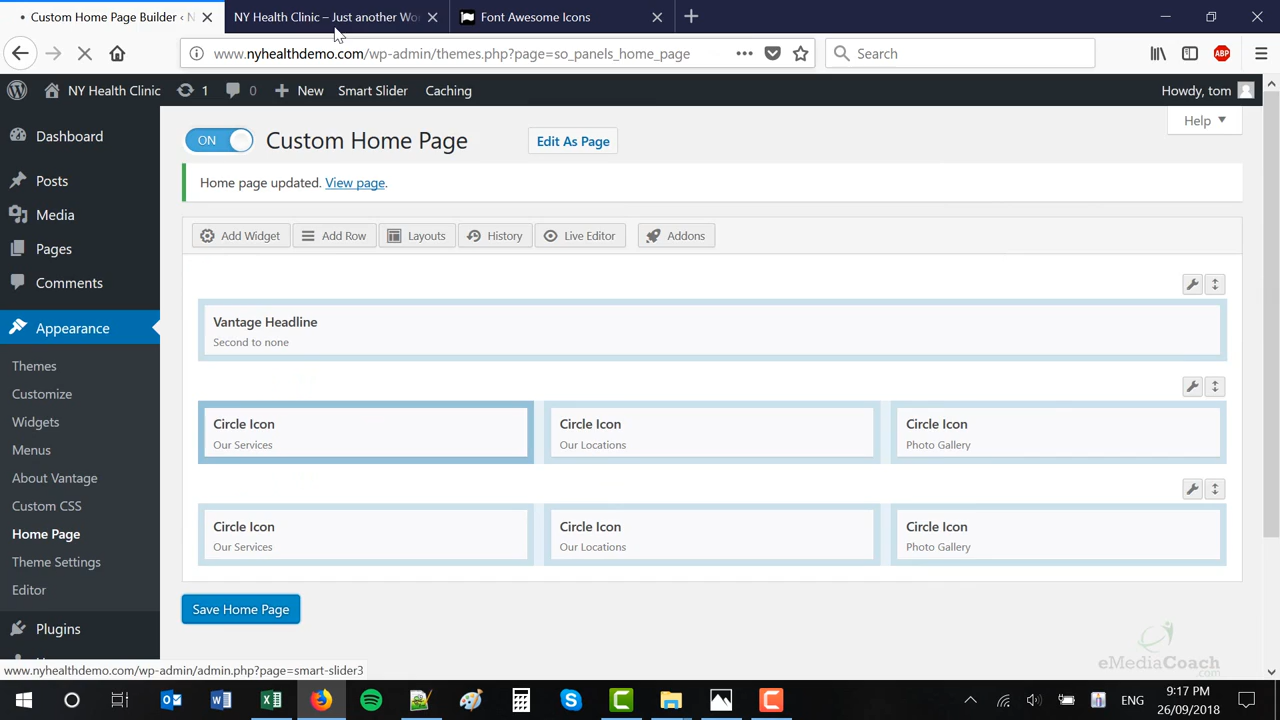 Custom Home Page Builder ‹ N
NY Health Clinic – Just another Wo
Font Awesome Icons
www.nyhealthdemo.com/wp-admin/themes.php?page=so_panels_home_page
Search
ABP
NY Health Clinic
1
0
New
Smart Slider
Caching
Howdy, tom
Dashboard
Posts
Media
Pages
Comments
Appearance
Themes
Customize
Widgets
Menus
About Vantage
Custom CSS
Home Page
Theme Settings
Editor
Plugins
Help
ON
Custom Home Page
Edit As Page
Home page updated. View page.
Add Widget
Add Row
Layouts
History
Live Editor
Addons
Vantage Headline
Second to none
Circle Icon
Our Services
Circle Icon
Our Locations
Circle Icon
Photo Gallery
Circle Icon
Our Services
Circle Icon
Our Locations
Circle Icon
Photo Gallery
Save Home Page
www.nyhealthdemo.com/wp-admin/admin.php?page=smart-slider3
eMediaCoach
ENG
9:17 PM
26/09/2018